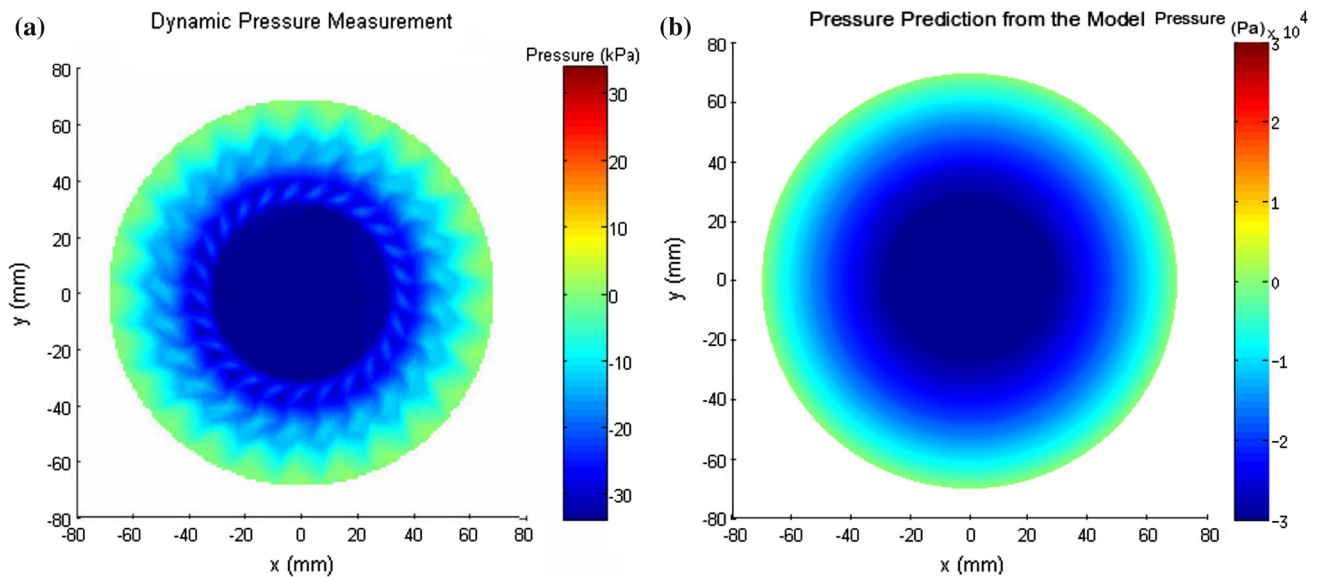 (a)
Dynamic Pressure Measurement
Pressure (kPa)
80
60
40
20
0
-20
-40
-60
-80
y (mm)
-80 -60 -40 -20 0 20 40 60 80
x (mm)
30
20
10
0
-10
-20
-30
(b)
Pressure Prediction from the Model Pressure
(Pa) x 10^4
80
60
40
20
0
-20
-40
-60
-80
y (mm)
-80 -60 -40 -20 0 20 40 60 80
x (mm)
3
2
1
0
-1
-2
-3